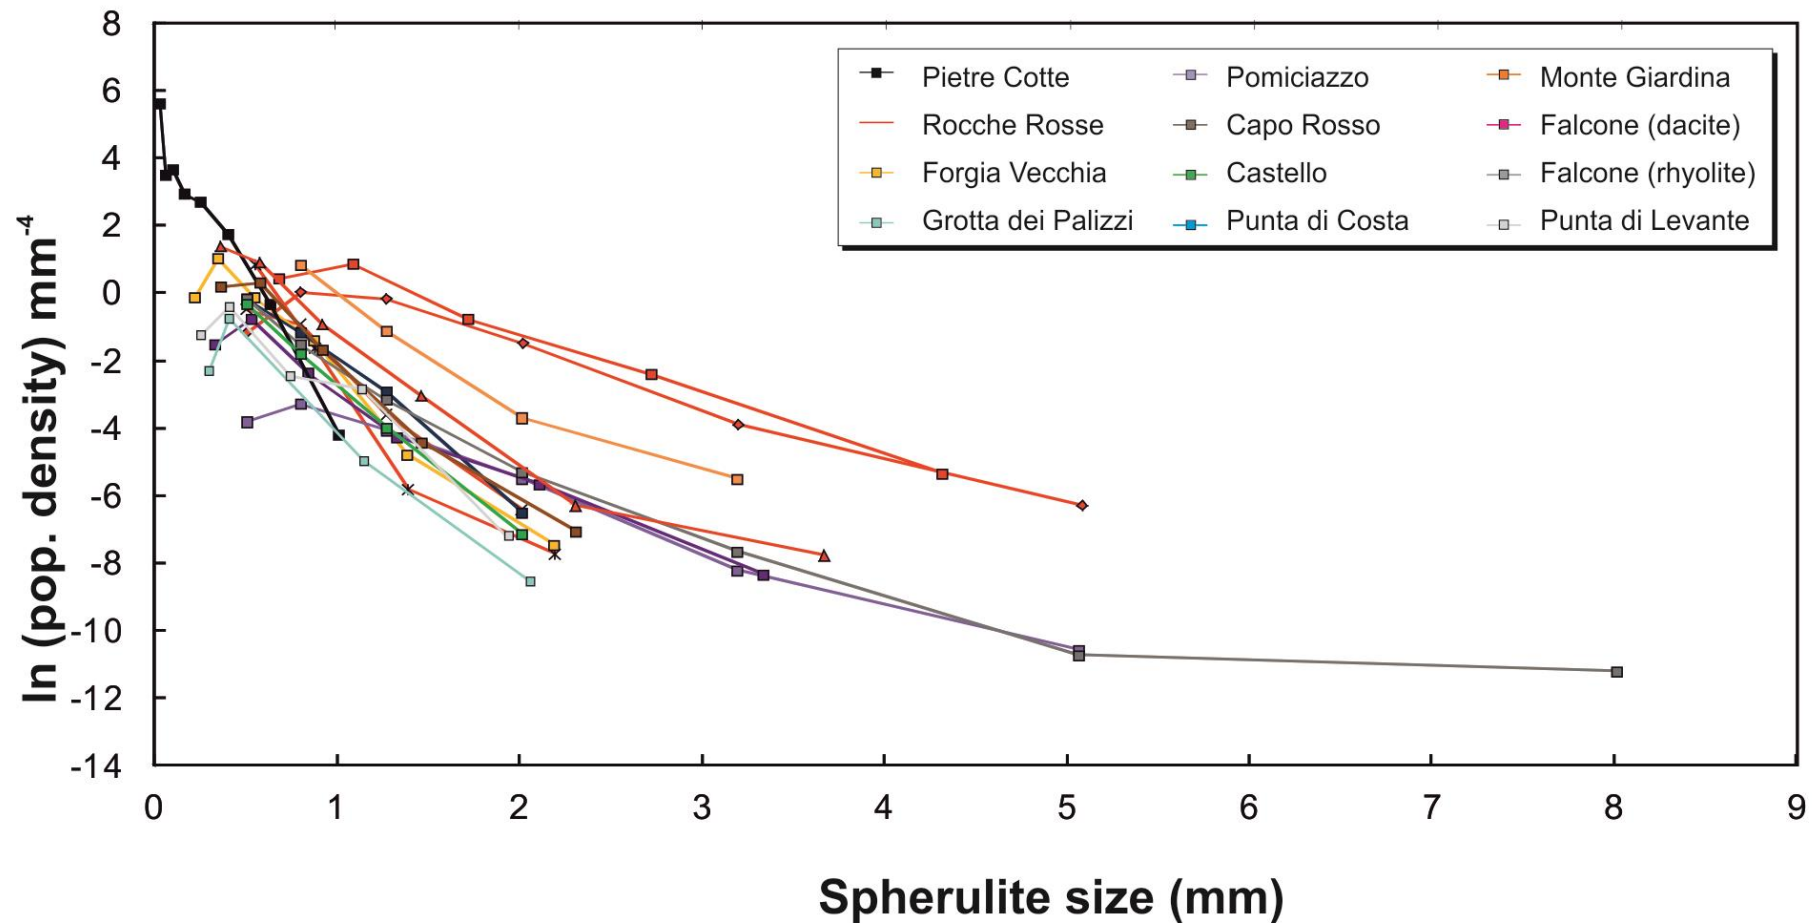 8
6
4
2
0
-2
-4
-6
-8
-10
-12
-14
ln (pop. density) mm-4
Pietre Cotte
Rocche Rosse
Forgia Vecchia
Grotta dei Palizzi
Pomiciazzo
Capo Rosso
Castello
Punta di Costa
Monte Giardina
Falcone (dacite)
Falcone (rhyolite)
Punta di Levante
0 1 2 3 4 5 6 7 8 9
Spherulite size (mm)